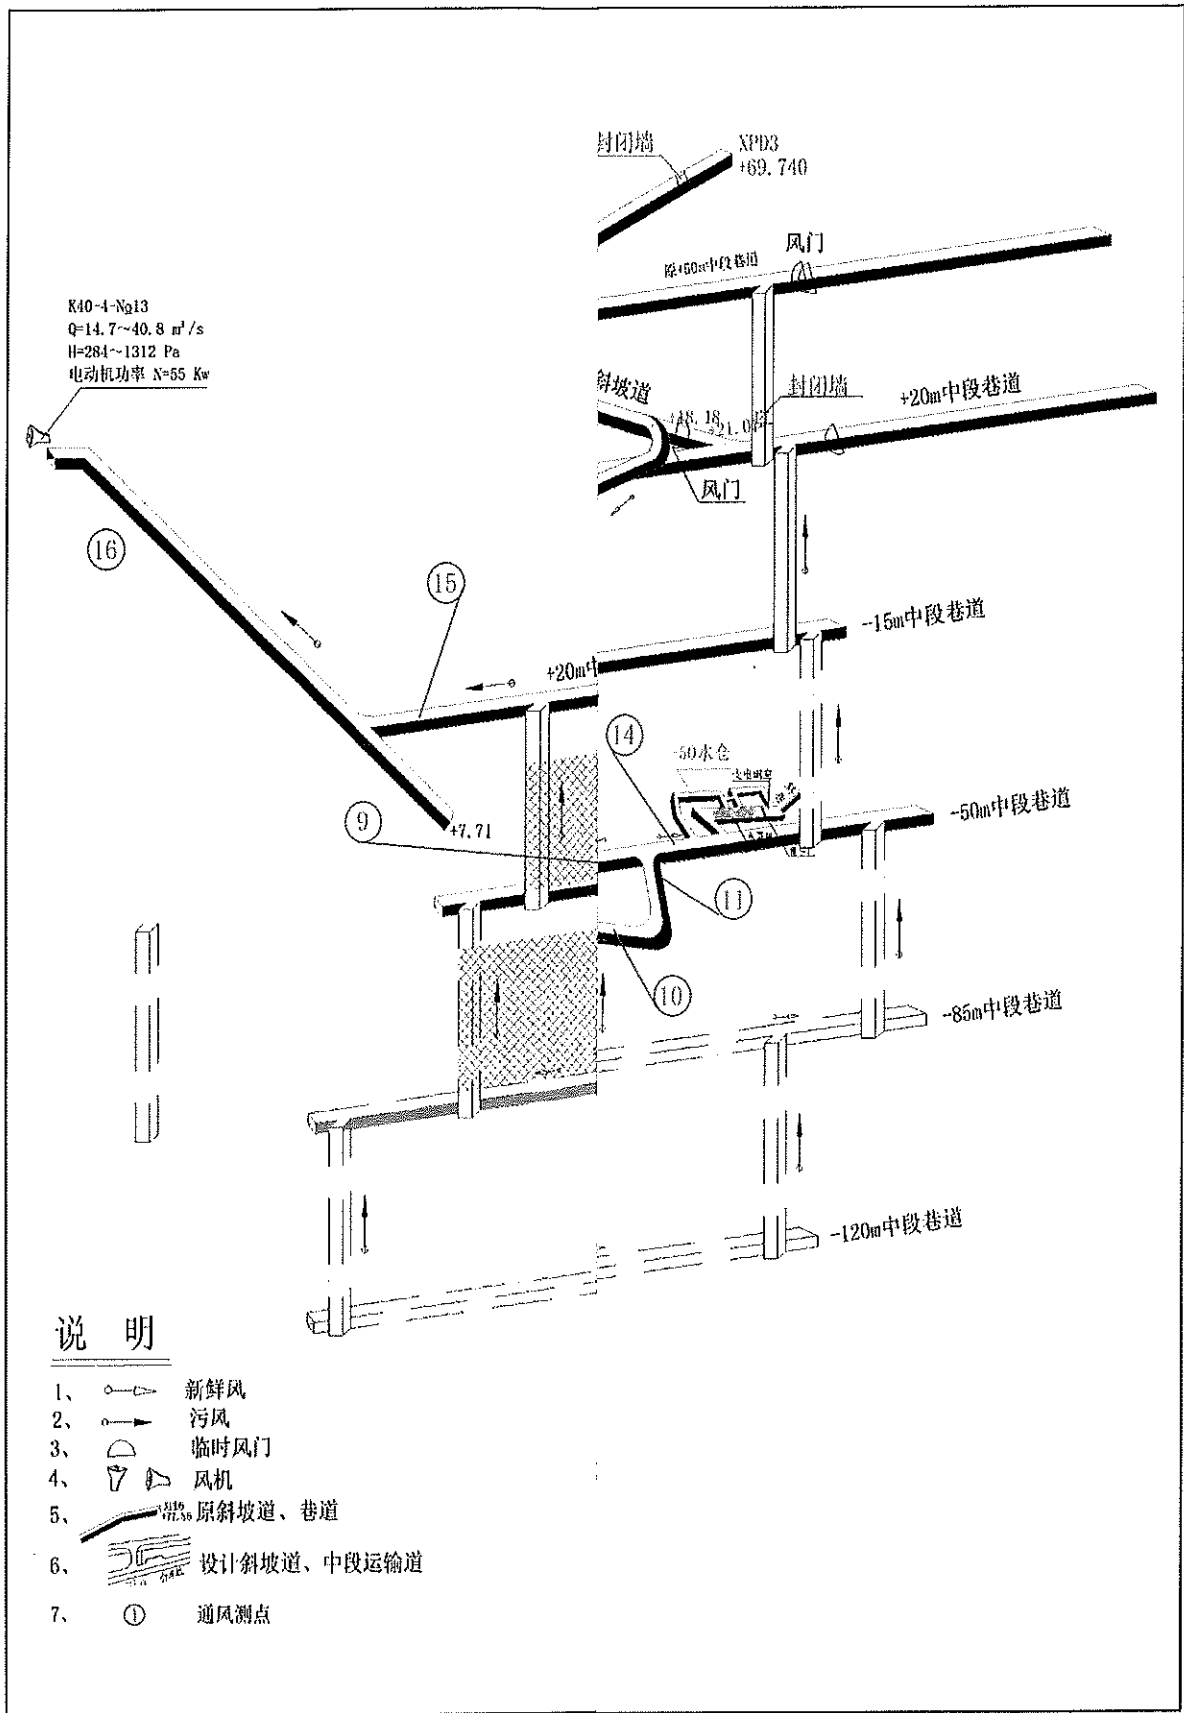 封闭墙
XPD3
+69.740
风门
原+50m中段巷道
K40-4-No13
Q=14.7~40.8 m³/s
H=284~1312 Pa
电动机功率 N=55 Kw
斜坡道
封闭墙
+20m中段巷道
+18.18
风门
16
15
-15m中段巷道
+20m中
14
-50水仓
9
+7.71
-50m中段巷道
11
10
-85m中段巷道
-120m中段巷道
说 明
1、 新鲜风
2、 污风
3、 临时风门
4、 风机
5、 原斜坡道、巷道
6、 设计斜坡道、中段运输道
7、 1 通风测点